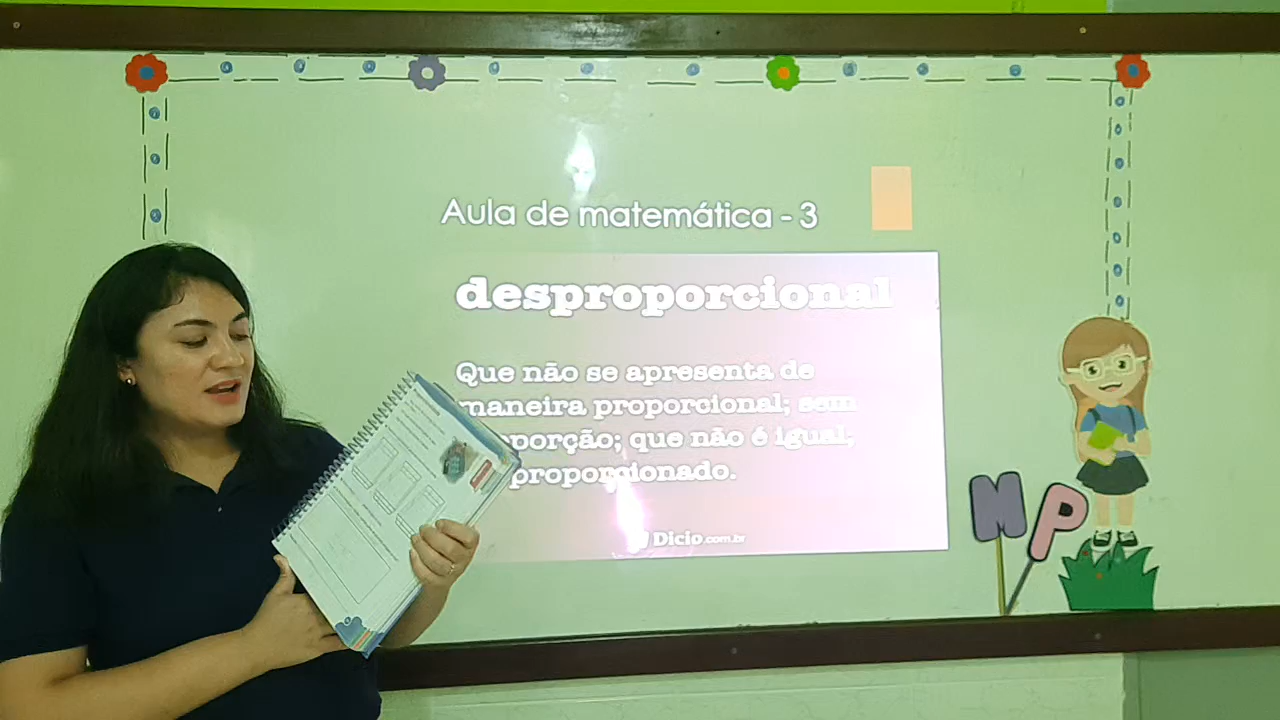 Aula de matemática - 3
desproporcional
Que não se apresenta de
maneira proporcional; sem
que não é igual;
proporcionado.
Dicio.com.br
M P